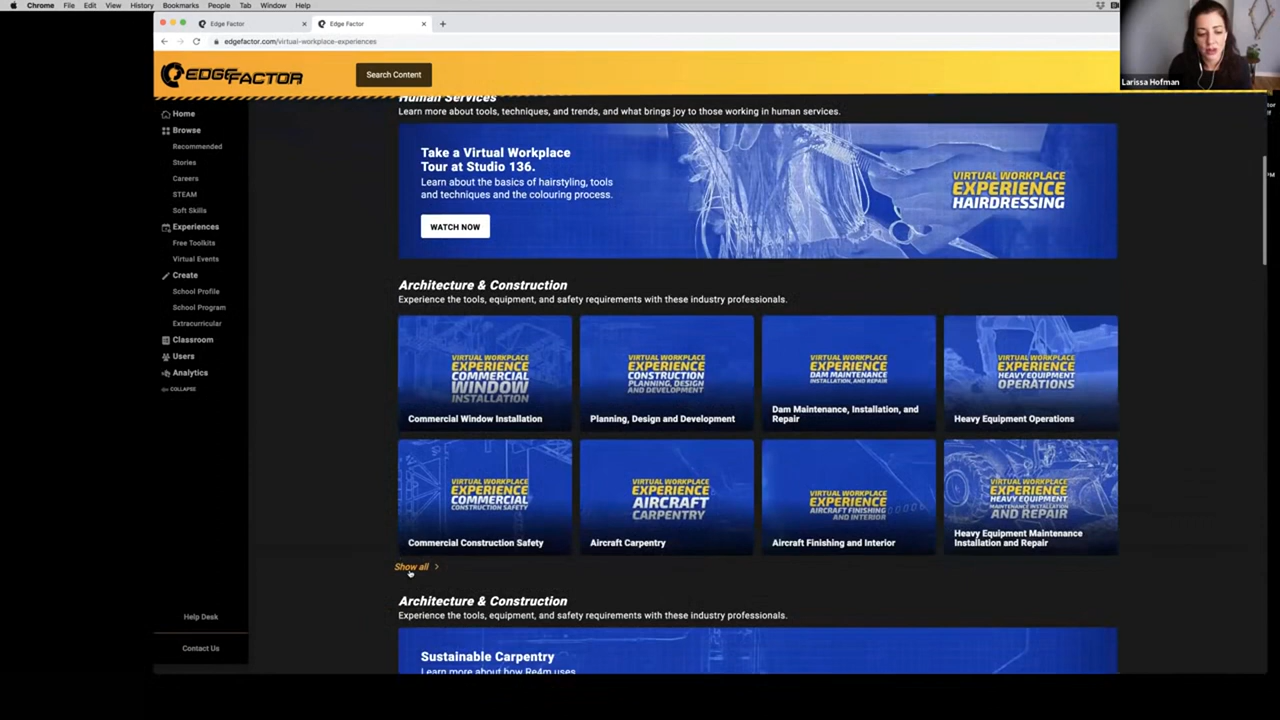 Chrome File Edit View History Bookmarks People Tab Window Help
Edge Factor
Edge Factor
edgefactor.com/virtual-workplace-experiences
EDGE FACTOR
Search Content
Larissa Hofman
Home
Browse
Recommended
Stories
Careers
STEAM
Soft Skills
Experiences
Free Toolkits
Virtual Events
Create
School Profile
School Program
Extracurricular
Classroom
Users
Analytics
COLLAPSE
Help Desk
Contact Us
Human Services
Learn more about tools, techniques, and trends, and what brings joy to those working in human services.
Take a Virtual Workplace
Tour at Studio 136.
Learn about the basics of hairstyling, tools
and techniques and the colouring process.
WATCH NOW
VIRTUAL WORKPLACE
EXPERIENCE
HAIRDRESSING
Architecture & Construction
Experience the tools, equipment, and safety requirements with these industry professionals.
VIRTUAL WORKPLACE
EXPERIENCE
COMMERCIAL
WINDOW
INSTALLATION
Commercial Window Installation
VIRTUAL WORKPLACE
EXPERIENCE
CONSTRUCTION
PLANNING, DESIGN
AND DEVELOPMENT
Planning, Design and Development
VIRTUAL WORKPLACE
EXPERIENCE
DAM MAINTENANCE
INSTALLATION, AND REPAIR
Dam Maintenance, Installation, and
Repair
VIRTUAL WORKPLACE
EXPERIENCE
HEAVY EQUIPMENT
OPERATIONS
Heavy Equipment Operations
VIRTUAL WORKPLACE
EXPERIENCE
COMMERCIAL
CONSTRUCTION SAFETY
Commercial Construction Safety
VIRTUAL WORKPLACE
EXPERIENCE
AIRCRAFT
CARPENTRY
Aircraft Carpentry
VIRTUAL WORKPLACE
EXPERIENCE
AIRCRAFT FINISHING
AND INTERIOR
Aircraft Finishing and Interior
VIRTUAL WORKPLACE
EXPERIENCE
HEAVY EQUIPMENT
MAINTENANCE INSTALLATION
AND REPAIR
Heavy Equipment Maintenance
Installation and Repair
Show all
Architecture & Construction
Experience the tools, equipment, and safety requirements with these industry professionals.
Sustainable Carpentry
Learn more about how Re4m uses